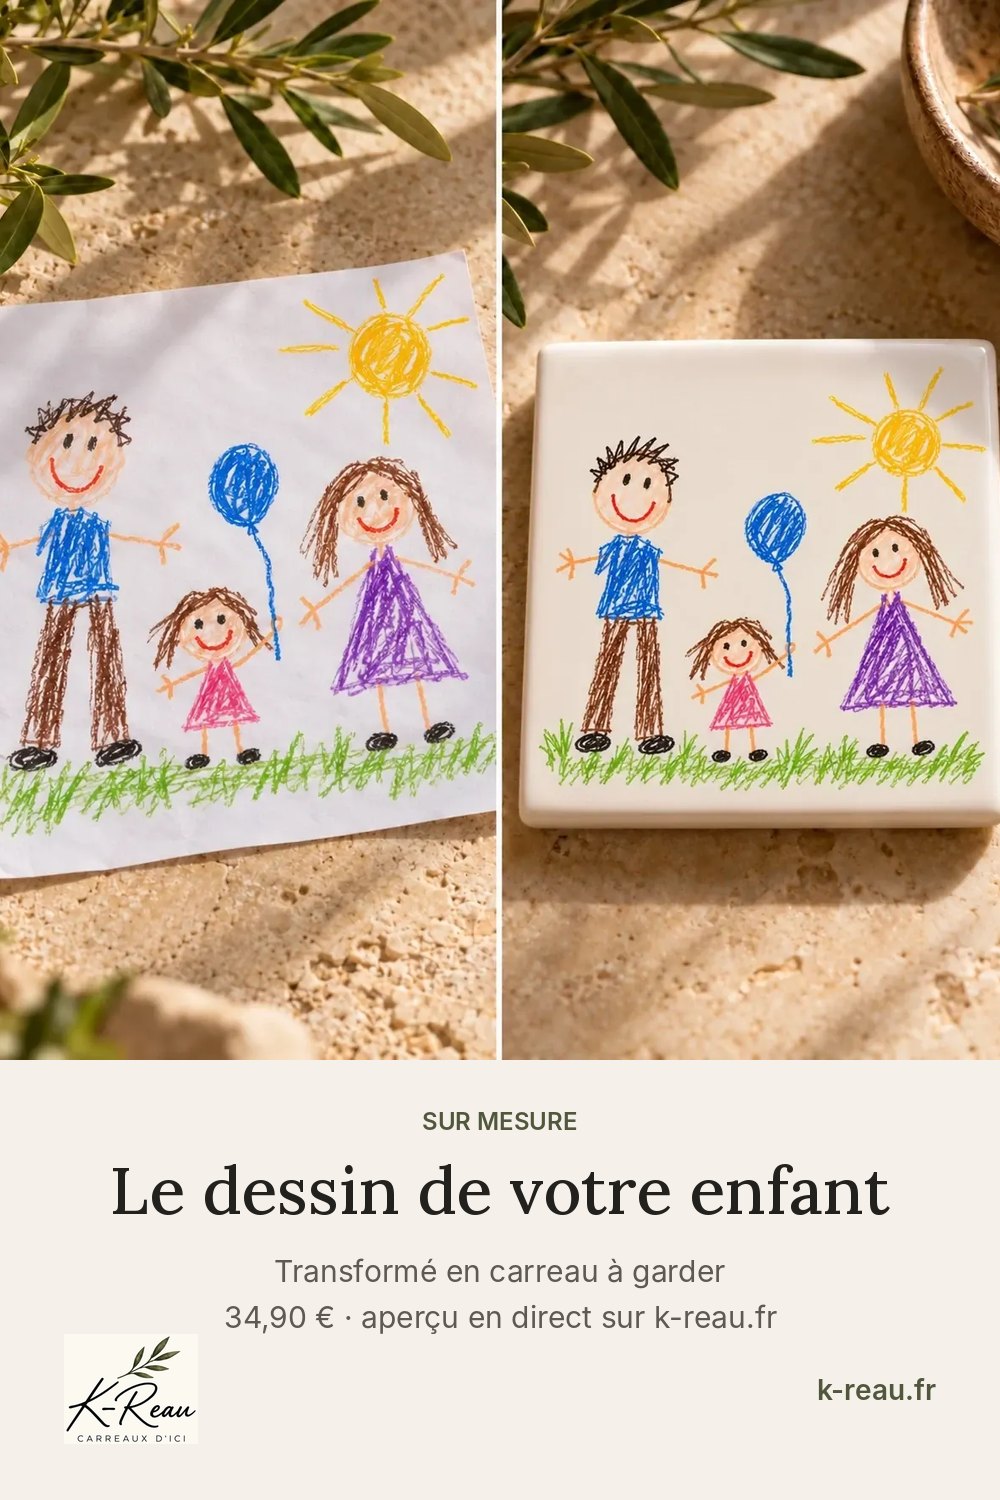 SUR MESURE
Le dessin de votre enfant
Transformé en carreau à garder
34,90 € · aperçu en direct sur k-reau.fr
k-reau.fr
K-Reau
CARREAUX D'ICI